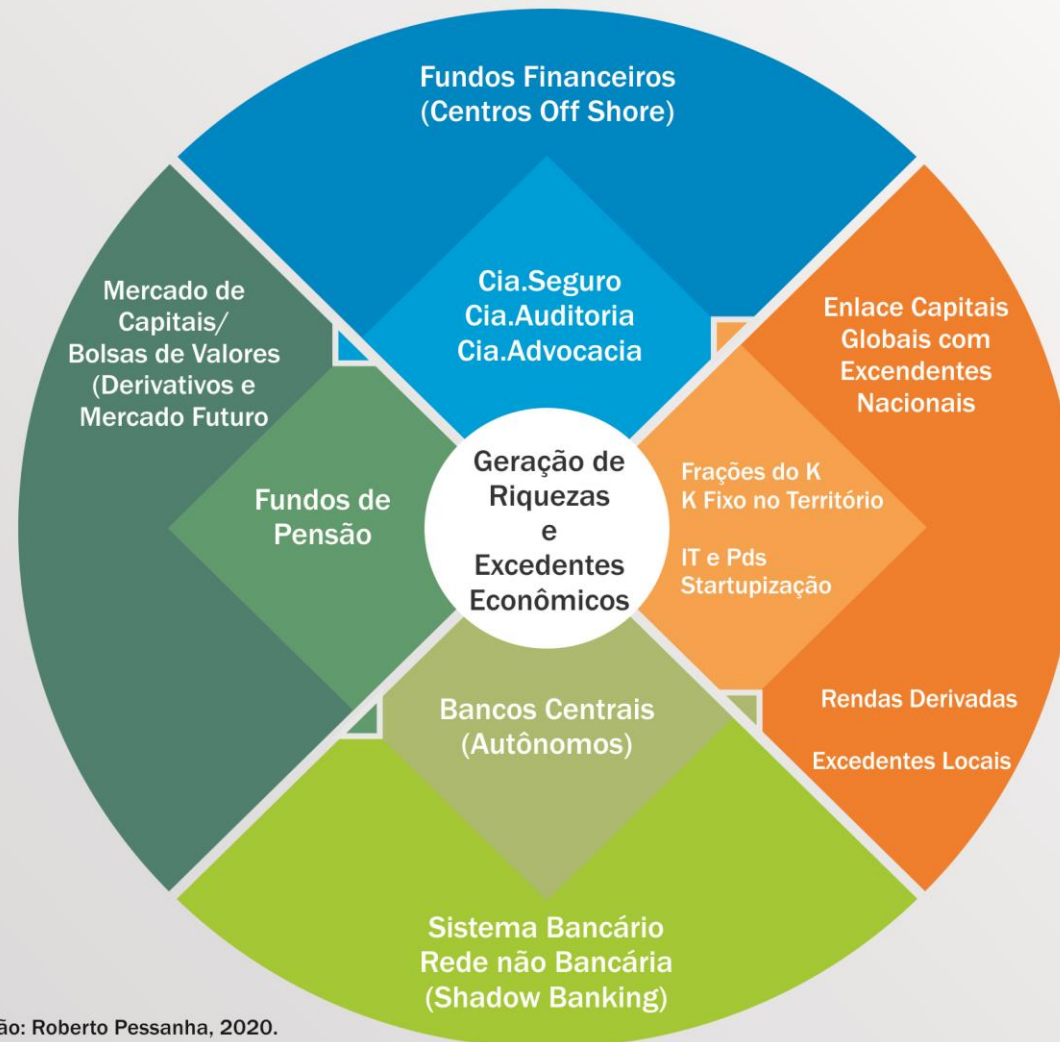 Fundos Financeiros
(Centros Off Shore)
Cia.Seguro
Cia.Auditoria
Cia.Advocacia
Mercado de
Capitais/
Bolsas de Valores
(Derivativos e
Mercado Futuro
Fundos de
Pensão
Geração de
Riquezas
e
Excedentes
Econômicos
Enlace Capitais
Globais com
Excendentes
Nacionais
Frações do K
K Fixo no Território
IT e Pds
Startupização
Rendas Derivadas
Excedentes Locais
Bancos Centrais
(Autônomos)
Sistema Bancário
Rede não Bancária
(Shadow Banking)
ão: Roberto Pessanha, 2020.